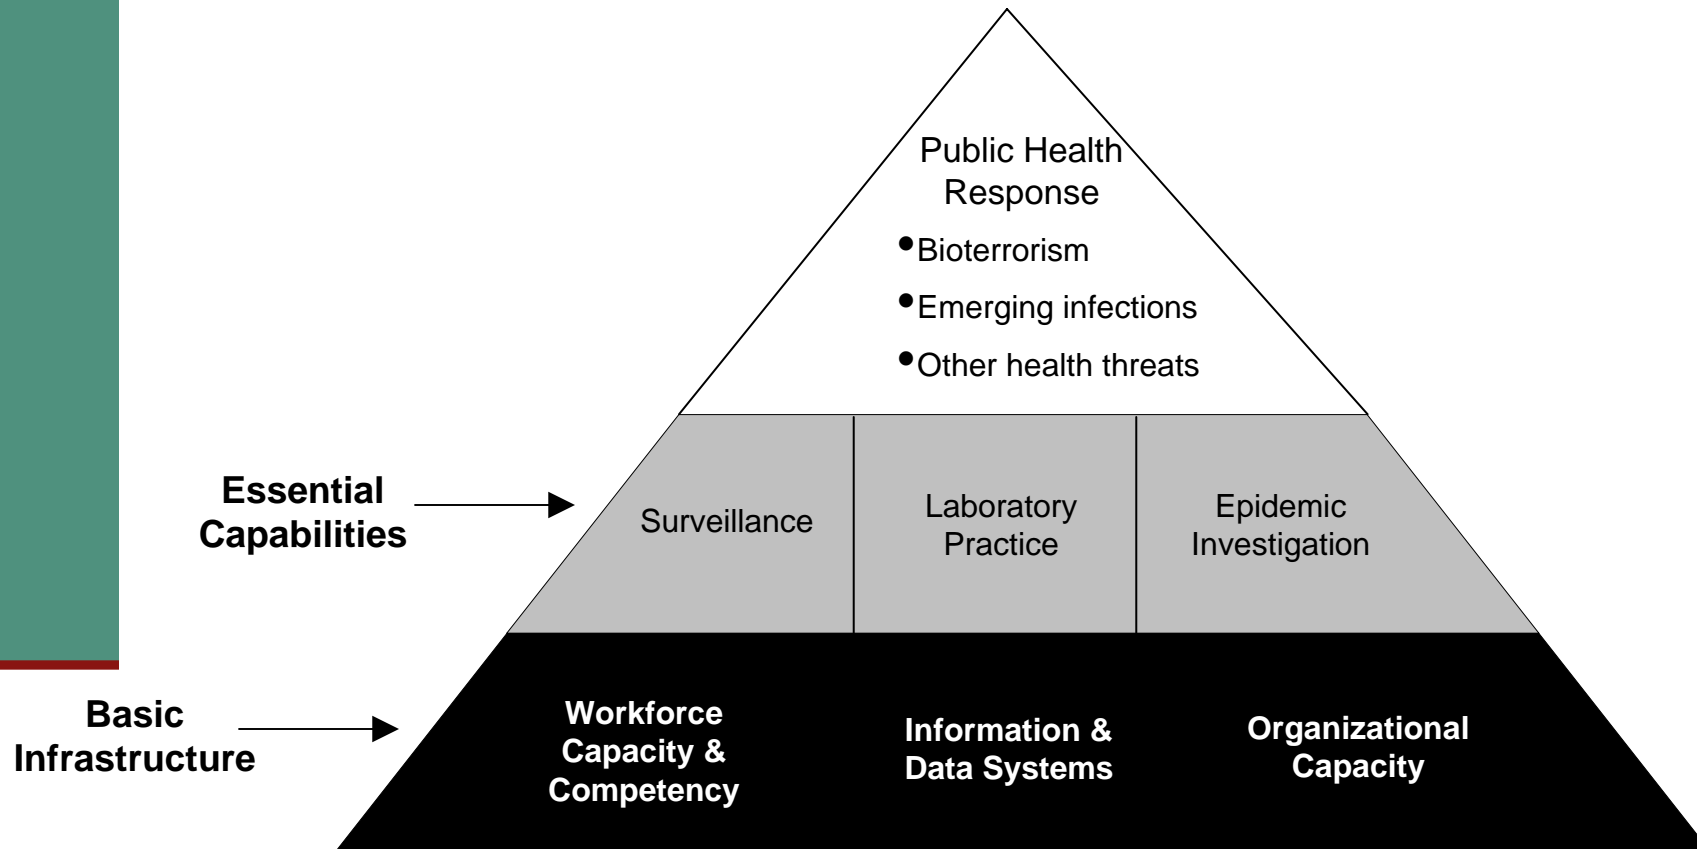 Public Health
Response
•Bioterrorism
•Emerging infections
•Other health threats
Essential
Capabilities
Surveillance
Laboratory
Practice
Epidemic
Investigation
Basic
Infrastructure
Workforce
Capacity &
Competency
Information &
Data Systems
Organizational
Capacity